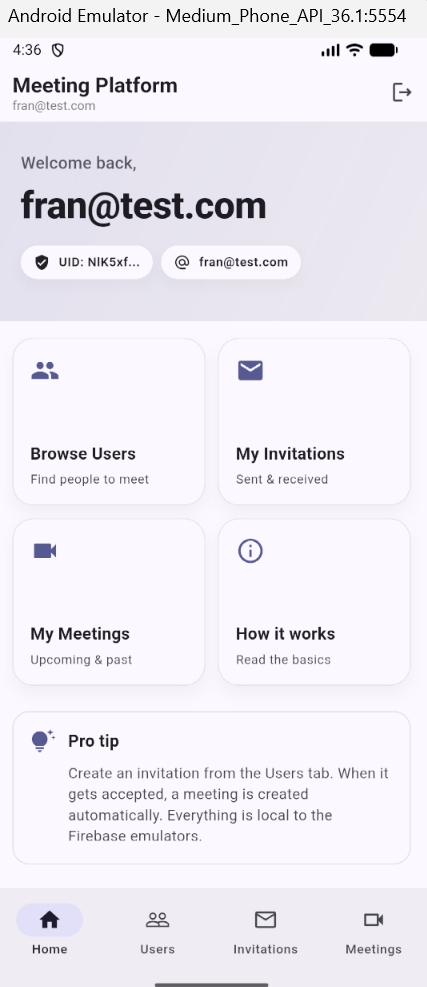 Android Emulator - Medium_Phone_API_36.1:5554
4:36
Meeting Platform
fran@test.com
Welcome back,
fran@test.com
UID: NlK5xf... fran@test.com
Browse Users
Find people to meet
My Invitations
Sent & received
My Meetings
Upcoming & past
How it works
Read the basics
Pro tip
Create an invitation from the Users tab. When it
gets accepted, a meeting is created
automatically. Everything is local to the
Firebase emulators.
Home Users Invitations Meetings